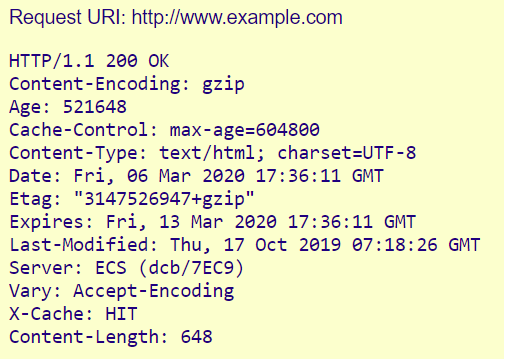 Request URI: http://www.example.com
HTTP/1.1 200 OK
Content-Encoding: gzip
Age: 521648
Cache-Control: max-age=604800
Content-Type: text/html; charset=UTF-8
Date: Fri, 06 Mar 2020 17:36:11 GMT
Etag: "3147526947+gzip"
Expires: Fri, 13 Mar 2020 17:36:11 GMT
Last-Modified: Thu, 17 Oct 2019 07:18:26 GMT
Server: ECS (dcb/7EC9)
Vary: Accept-Encoding
X-Cache: HIT
Content-Length: 648